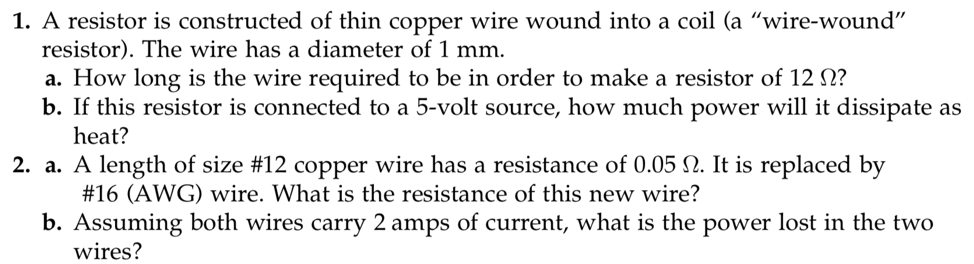 1. A resistor is constructed of thin copper wire wound into a coil (a “wire-wound”
resistor). The wire has a diameter of 1 mm.
a. How long is the wire required to be in order to make a resistor of 12 Ω?
b. If this resistor is connected to a 5-volt source, how much power will it dissipate as
heat?
2. a. A length of size #12 copper wire has a resistance of 0.05 Ω. It is replaced by
#16 (AWG) wire. What is the resistance of this new wire?
b. Assuming both wires carry 2 amps of current, what is the power lost in the two
wires?